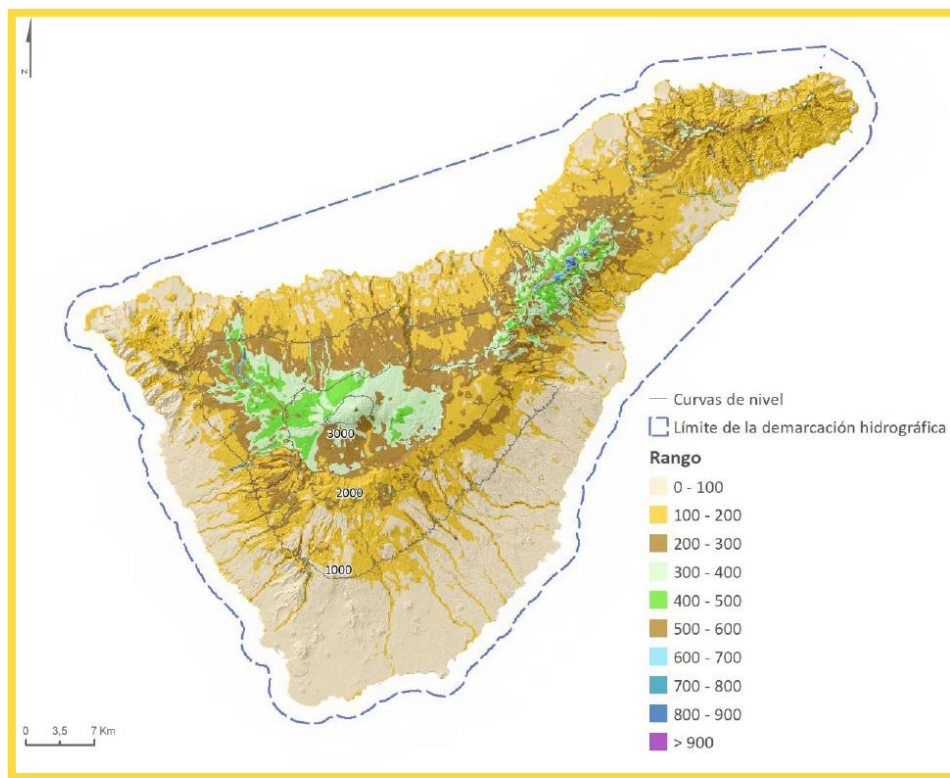 N
3000
2000
1000
Curvas de nivel
Límite de la demarcación hidrográfica
Rango
0 - 100
100 - 200
200 - 300
300 - 400
400 - 500
500 - 600
600 - 700
700 - 800
800 - 900
> 900
0 3,5 7 Km